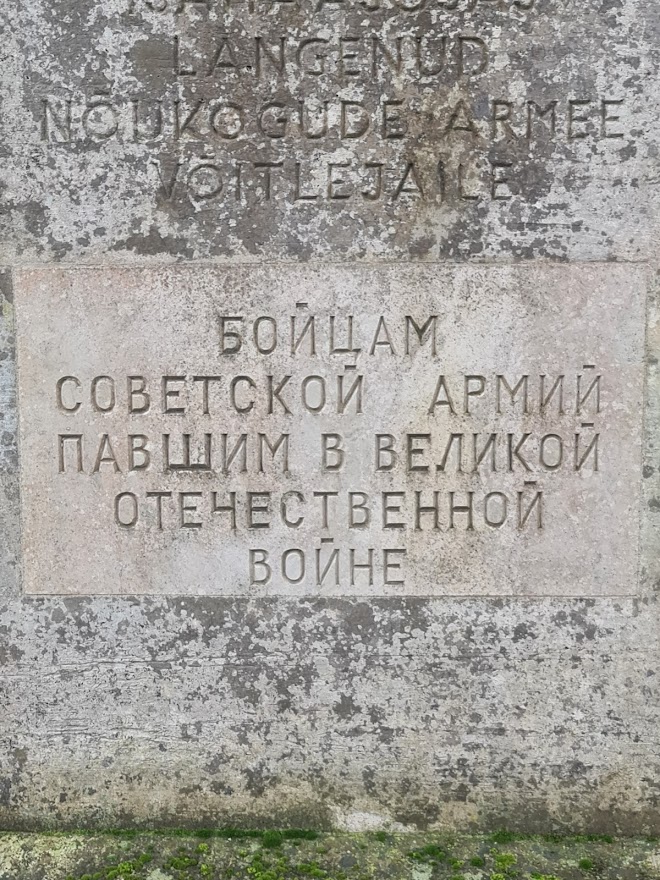 LANGENUD
NÕUKOGUDE ARMEE
VÕITLEJAILE
БОЙЦАМ
СОВЕТСКОЙ АРМИЙ
ПАВШИМ В ВЕЛИКОЙ
ОТЕЧЕСТВЕННОЙ
ВОЙНЕ